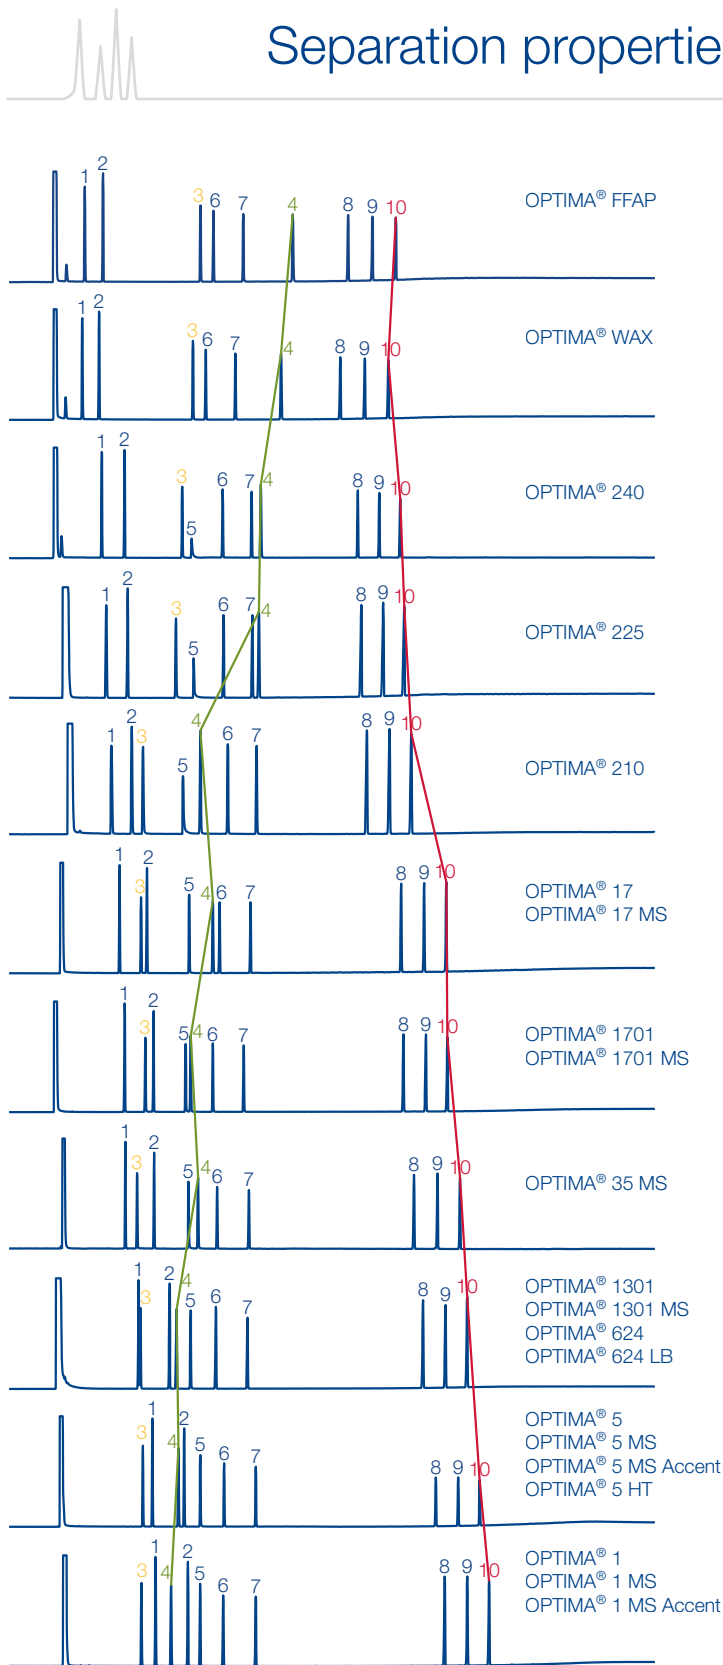 Separation propertie
1 2 3 6 7 4 8 9 10
OPTIMA® FFAP
1 2 3 6 7 4 8 9 10
OPTIMA® WAX
1 2 3 5 6 7 4 8 9 10
OPTIMA® 240
1 2 3 5 6 7 4 8 9 10
OPTIMA® 225
1 2 3 5 4 6 7 8 9 10
OPTIMA® 210
1 3 2 5 4 6 7 8 9 10
OPTIMA® 17
OPTIMA® 17 MS
1 3 2 5 4 6 7 8 9 10
OPTIMA® 1701
OPTIMA® 1701 MS
1 3 2 5 4 6 7 8 9 10
OPTIMA® 35 MS
1 3 2 4 5 6 7 8 9 10
OPTIMA® 1301
OPTIMA® 1301 MS
OPTIMA® 624
OPTIMA® 624 LB
3 1 4 2 5 6 7 8 9 10
OPTIMA® 5
OPTIMA® 5 MS
OPTIMA® 5 MS Accent
OPTIMA® 5 HT
3 1 4 2 5 6 7 8 9 10
OPTIMA® 1
OPTIMA® 1 MS
OPTIMA® 1 MS Accent